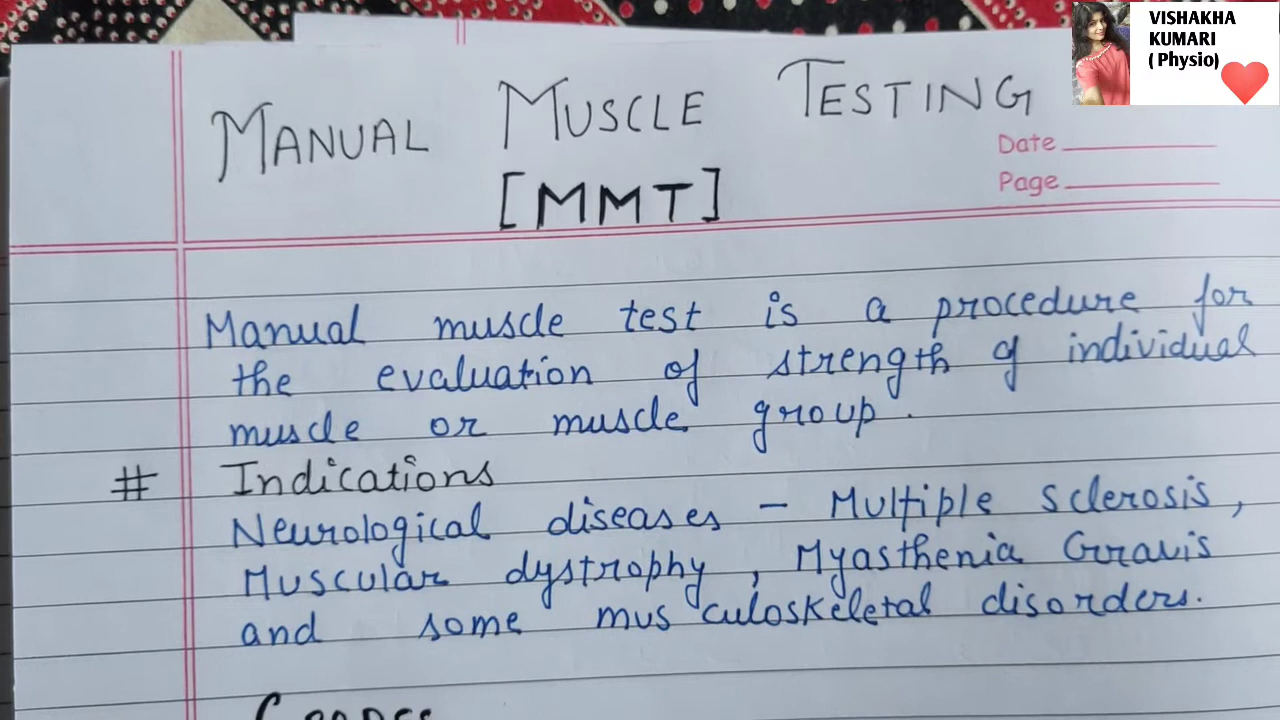 VISHAKHA
KUMARI
( Physio)
MANUAL MUSCLE TESTING
Date
Page
[MMT]
Manual muscle test is a procedure for
the evaluation of strength of individual
muscle or muscle group.
# Indications
Neurological diseases - Multiple Sclerosis,
Muscular dystrophy, Myasthenia Gravis
and some musculoskeletal disorders.